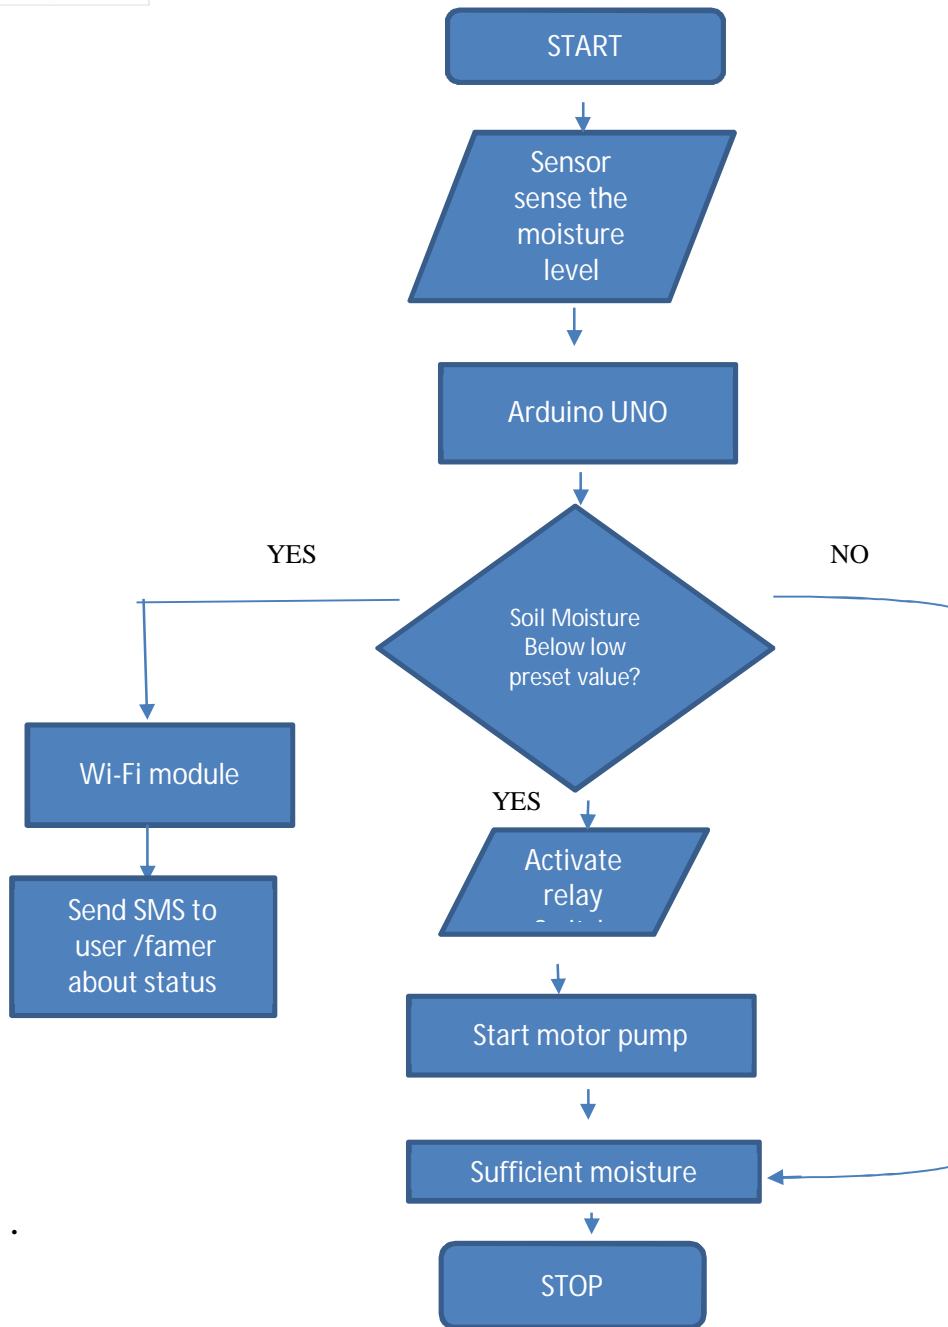 START
Sensor
sense the
moisture
level
Arduino UNO
YES
NO
Soil Moisture
Below low
preset value?
Wi-Fi module
YES
Send SMS to
user /famer
about status
Activate
relay
Start motor pump
Sufficient moisture
.
STOP